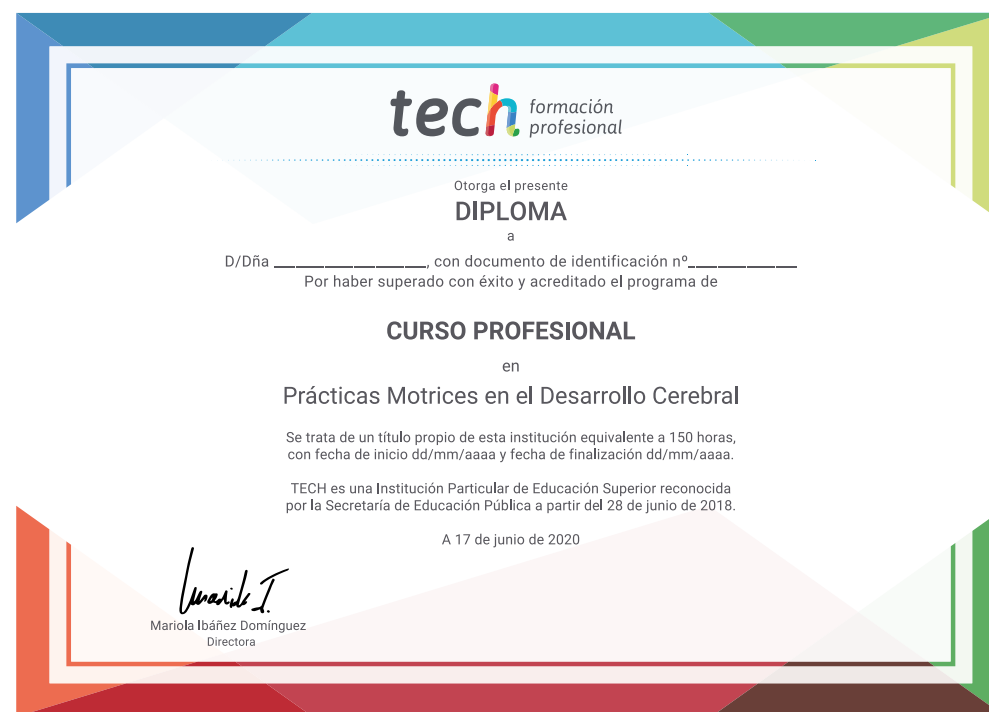 tech formación
profesional
Otorga el presente
DIPLOMA
a
D/Dña ______________, con documento de identificación nº__________
Por haber superado con éxito y acreditado el programa de
CURSO PROFESIONAL
en
Prácticas Motrices en el Desarrollo Cerebral
Se trata de un título propio de esta institución equivalente a 150 horas,
con fecha de inicio dd/mm/aaaa y fecha de finalización dd/mm/aaaa.
TECH es una Institución Particular de Educación Superior reconocida
por la Secretaría de Educación Pública a partir del 28 de junio de 2018.
A 17 de junio de 2020
Mariola Ibáñez Domínguez
Directora